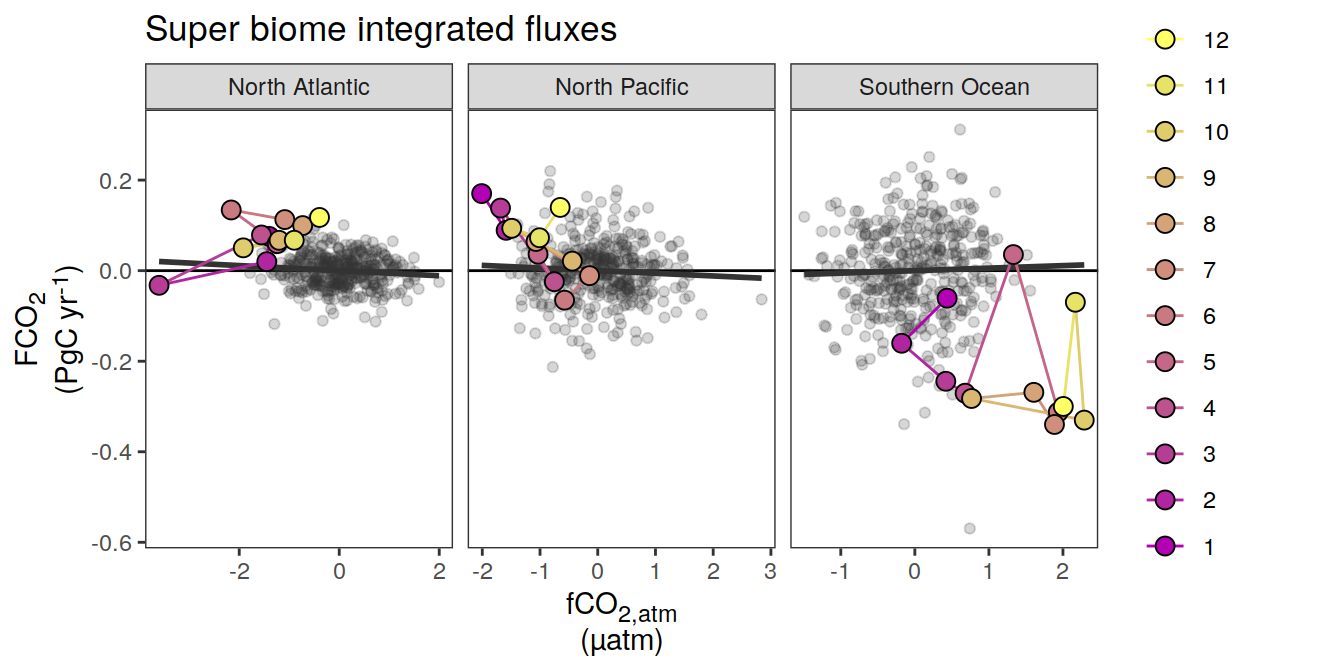 Super biome integrated fluxes
North Atlantic
North Pacific
Southern Ocean
0.2
0.0
-0.2
-0.4
-0.6
FCO₂
(PgC yr⁻¹)
-2 0 2
-2 -1 0 1 2 3
-1 0 1 2
fCO₂,atm
(µatm)
12
11
10
9
8
7
6
5
4
3
2
1